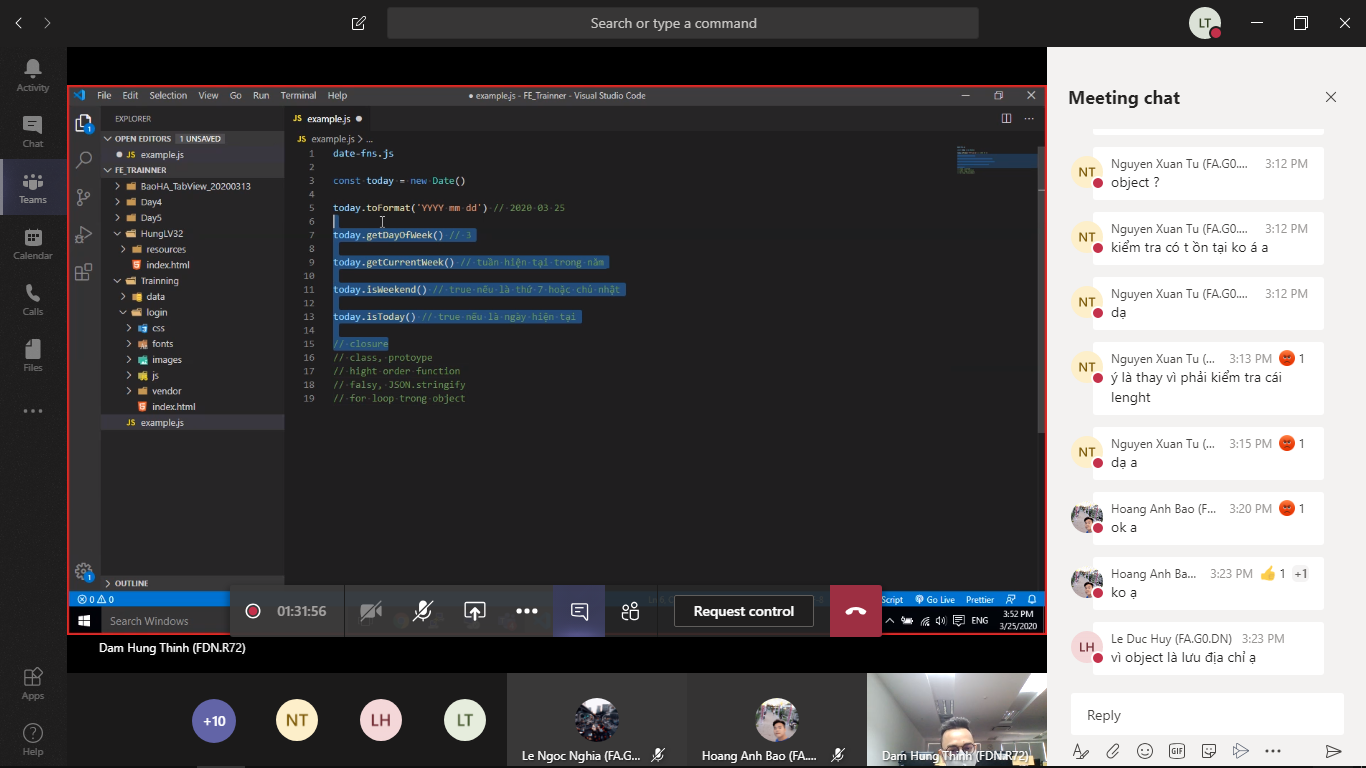 Search or type a command
LT
Activity
Chat
Teams
Calendar
Calls
Files
Apps
Help
File Edit Selection View Go Run Terminal Help
● example.js - FE_Trainner - Visual Studio Code
EXPLORER
OPEN EDITORS 1 UNSAVED
JS example.js
FE_TRAINNER
BaoHA_TabView_20200313
Day4
Day5
HungLV32
resources
index.html
Trainning
data
login
css
fonts
images
js
vendor
index.html
JS example.js
OUTLINE
JS example.js
JS example.js > ...
1 date-fns.js
2
3 const today = new Date()
4
5 today.toFormat('YYYY mm dd') // 2020 03 25
6
7 today.getDayOfWeek() // 3
8
9 today.getCurrentWeek() // tuần hiện tại trong năm
10
11 today.isWeekend() // true nếu là thứ 7 hoặc chủ nhật
12
13 today.isToday() // true nếu là ngày hiện tại
14
15 // closure
16 // class, protoype
17 // hight order function
18 // falsy, JSON.stringify
19 // for loop trong object
0 0
Script Go Live Prettier
Search Windows
ENG
3:52 PM
3/25/2020
01:31:56
Request control
Dam Hung Thinh (FDN.R72)
+10
NT
LH
LT
Le Ngoc Nghia (FA.G...
Hoang Anh Bao (FA....
Dam Hung Thinh (FDN.R72)
Meeting chat
NT
Nguyen Xuan Tu (FA.G0.... 3:12 PM
object ?
NT
Nguyen Xuan Tu (FA.G0.... 3:12 PM
kiểm tra có t ồn tại ko á a
NT
Nguyen Xuan Tu (FA.G0.... 3:12 PM
dạ
NT
Nguyen Xuan Tu (... 3:13 PM 1
ý là thay vì phải kiểm tra cái
lenght
NT
Nguyen Xuan Tu (... 3:15 PM 1
dạ a
Hoang Anh Bao (F... 3:20 PM 1
ok a
Hoang Anh Ba... 3:23 PM 1 +1
ko ạ
LH
Le Duc Huy (FA.G0.DN) 3:23 PM
vì object là lưu địa chỉ ạ
Reply
GIF